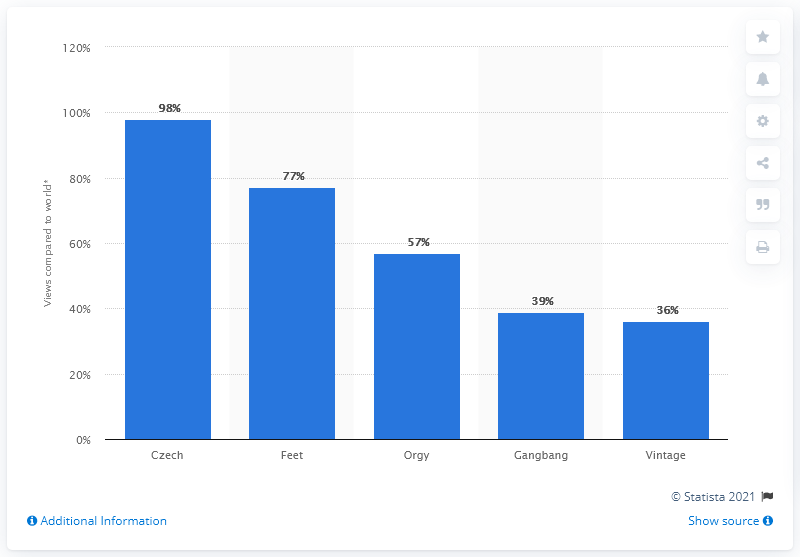 120%
100%
80%
60%
40%
20%
0%
Views compared to world*
98%
77%
57%
39%
36%
Czech
Feet
Orgy
Gangbang
Vintage
© Statista 2021
Additional Information
Show source